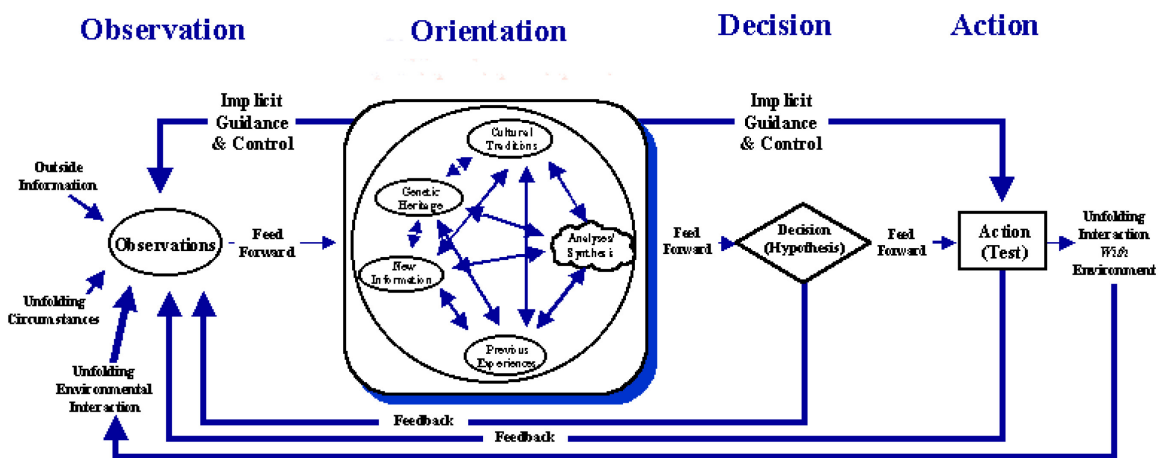 Observation
Orientation
Decision
Action
Implicit
Guidance
& Control
Implicit
Guidance
& Control
Outside
Information
Observations
Unfolding
Circumstances
Unfolding
Environmental
Interaction
Feed
Forward
Cultural
Traditions
Genetic
Heritage
New
Information
Analyses/
Synthesis
Previous
Experiences
Feed
Forward
Decision
(Hypothesis)
Feed
Forward
Action
(Test)
Unfolding
Interaction
With
Environment
Feedback
Feedback